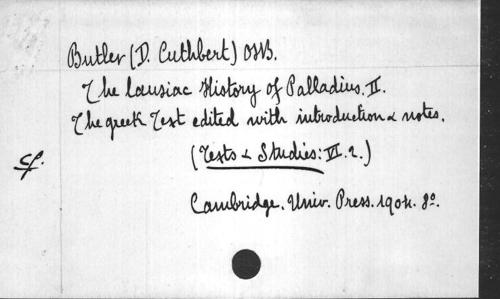 Butler (D. Cuthbert) OSB.
The Lausiac History of Palladius. II.
The greek Text edited with introduction & notes.
cf.
(Texts & Studies: VI. 2.)
Cambridge. Univ. Press. 1904. 8º.